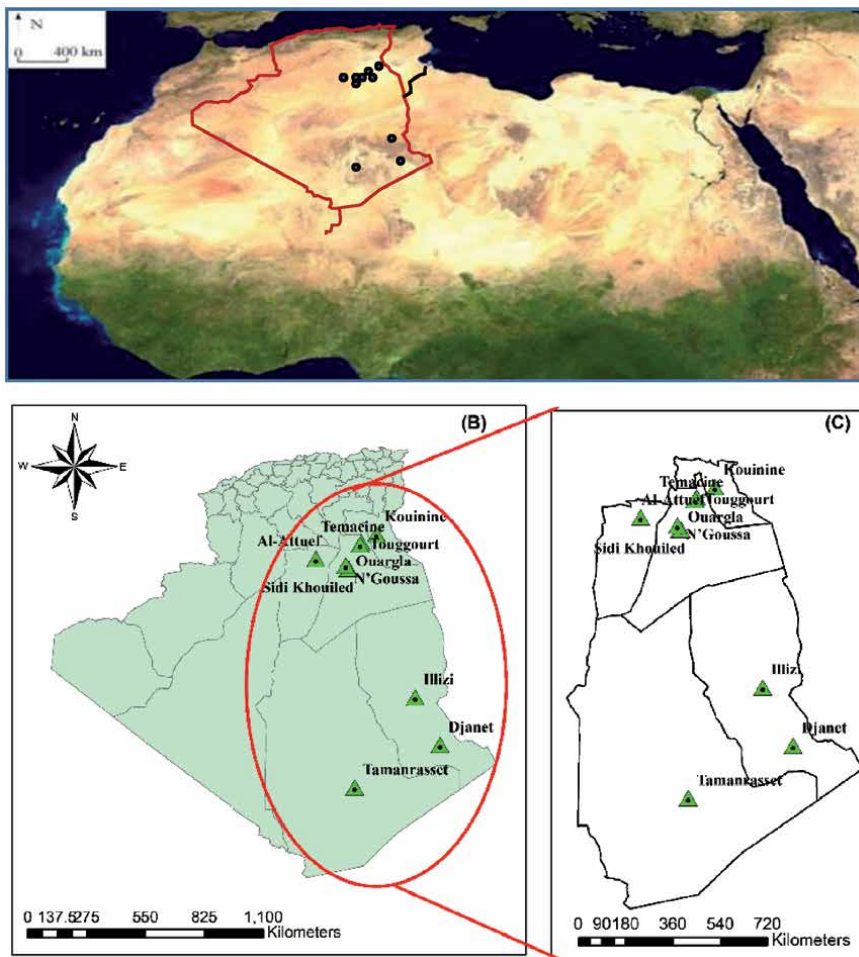 N
0 400 km
(B)
N
W E
S
Kouinine
Temacine
Al-Attuef
Touggourt
Ouargla
Sidi Khouiled
N'Goussa
Illizi
Djanet
Tamanrasset
0 137.5 275 550 825 1,100
Kilometers
(C)
Kouinine
Temacine
Al-Attuef Touggourt
Ouargla
Sidi Khouiled
N'Goussa
Illizi
Djanet
Tamanrasset
0 90 180 360 540 720
Kilometers